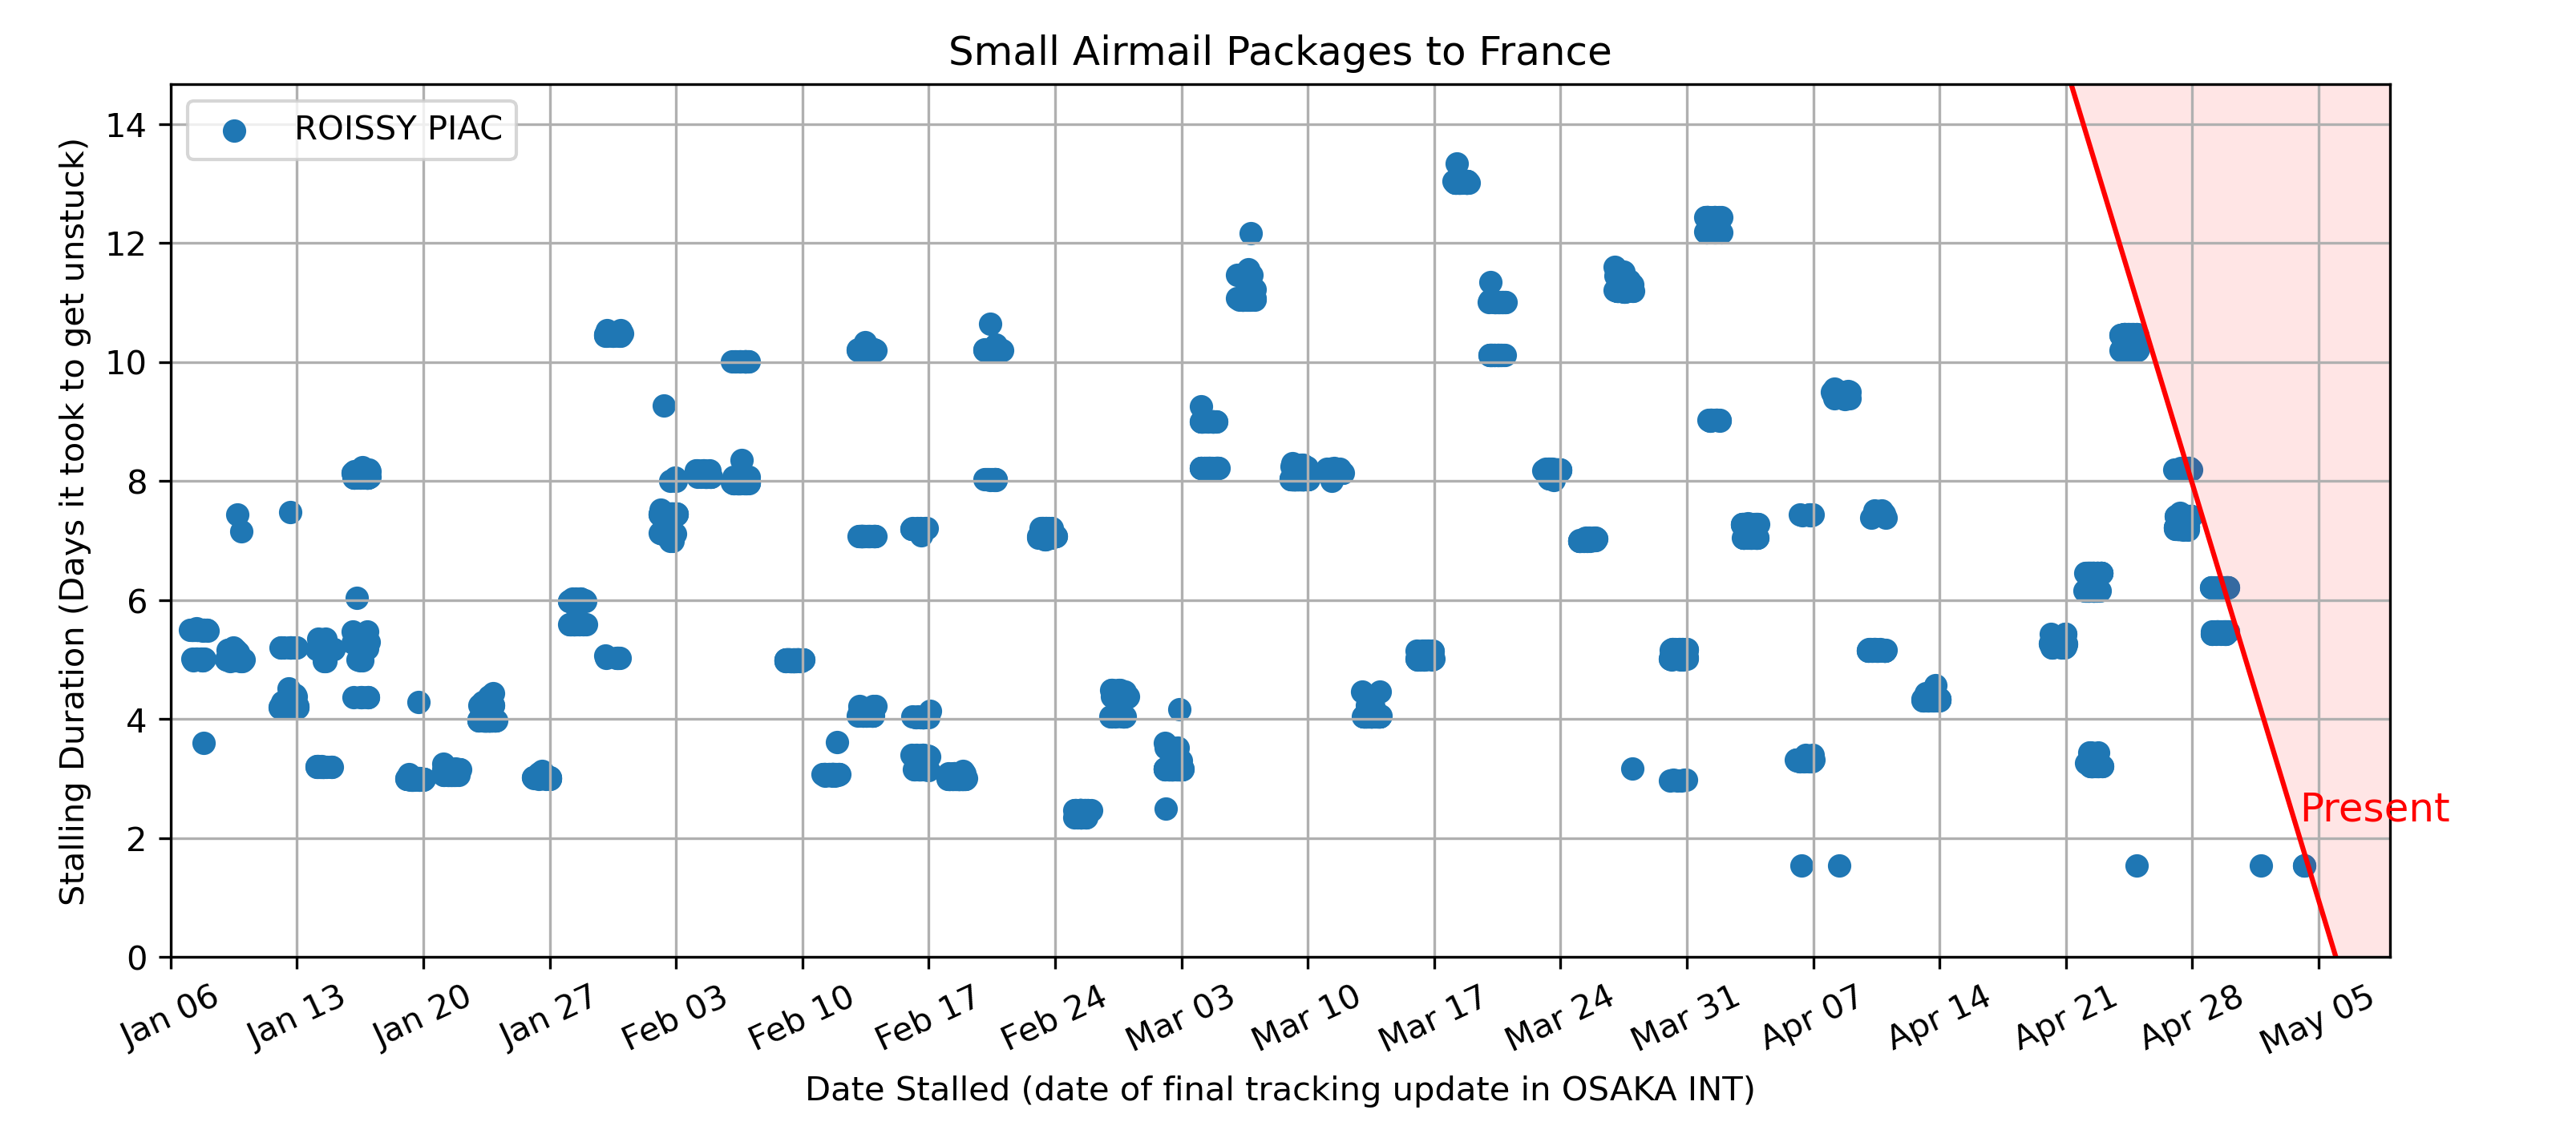 Small Airmail Packages to France
ROISSY PIAC
Stalling Duration (Days it took to get unstuck)
14
12
10
8
6
4
2
0
Present
Jan 06
Jan 13
Jan 20
Jan 27
Feb 03
Feb 10
Feb 17
Feb 24
Mar 03
Mar 10
Mar 17
Mar 24
Mar 31
Apr 07
Apr 14
Apr 21
Apr 28
May 05
Date Stalled (date of final tracking update in OSAKA INT)